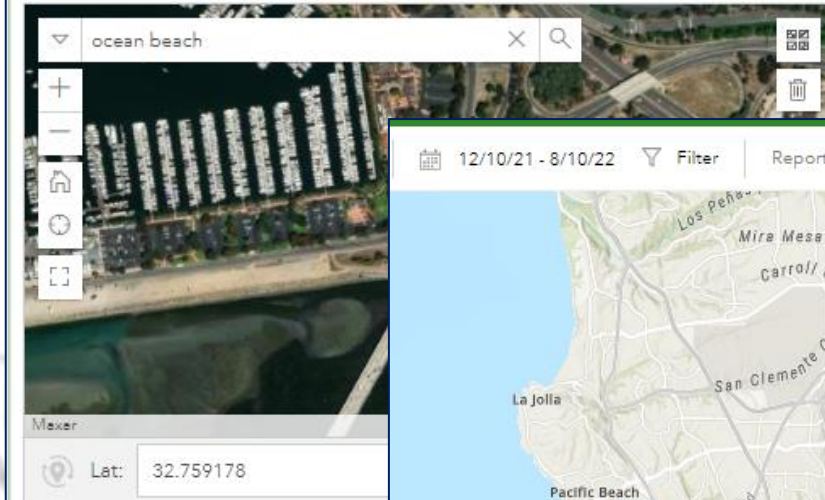 ocean beach
12/10/21 - 8/10/22 Filter Report
Los Peñas
Mira Mesa
Carroll
San Clemente
La Jolla
Maxar
Lat: 32.759178
Pacific Beach